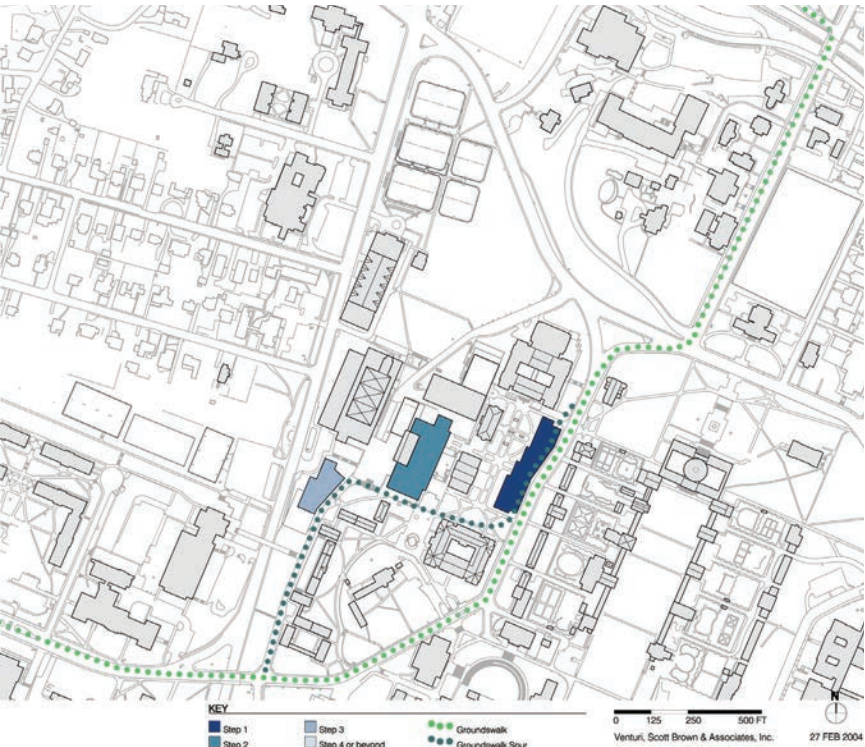 KEY
Step 1
Step 2
Step 3
Step 4 or beyond
Groundswalk
Groundswalk Spur
0 125 250 500 FT
N
Venturi, Scott Brown & Associates, Inc.
27 FEB 2004